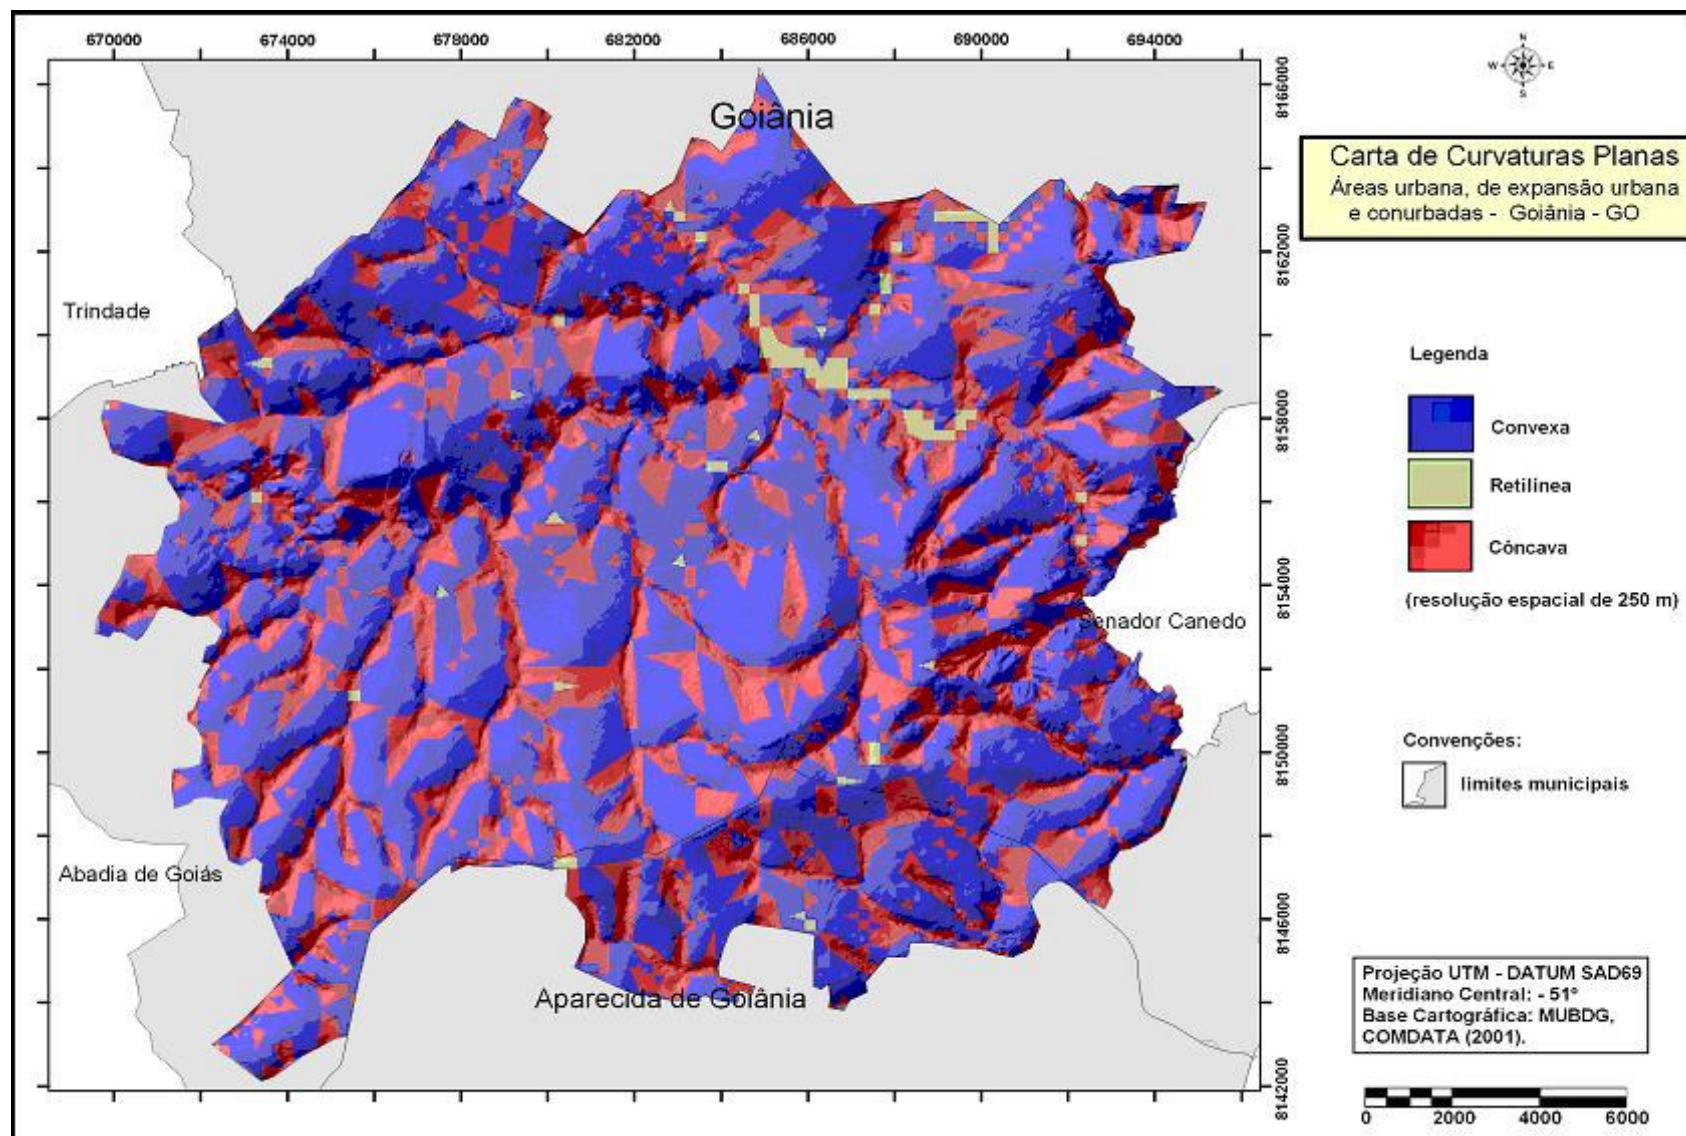 670000 674000 678000 682000 686000 690000 694000
N
W E
S
8166000
Goiânia
Carta de Curvaturas Planas
Áreas urbana, de expansão urbana
e conurbadas - Goiânia - GO
8162000
Trindade
Legenda
8158000
Convexa
Retilínea
Côncava
8154000
(resolução espacial de 250 m)
Senador Canedo
8150000
Convenções:
limites municipais
Abadia de Goiás
8146000
Aparecida de Goiânia
Projeção UTM - DATUM SAD69
Meridiano Central: - 51º
Base Cartográfica: MUBDG,
COMDATA (2001).
8142000
0 2000 4000 6000